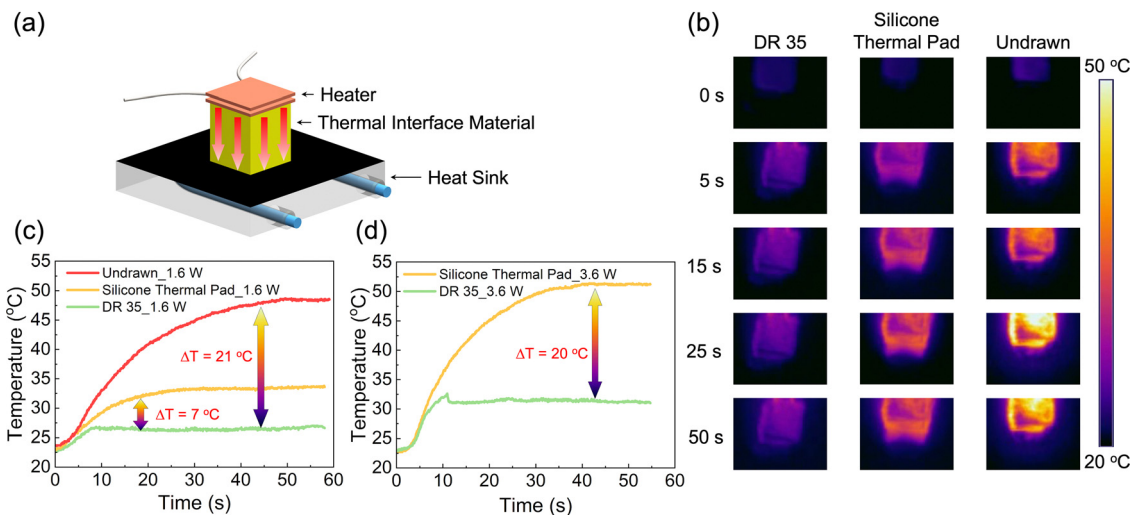 (a)
Heater
Thermal Interface Material
Heat Sink
(b)
DR 35
Silicone
Thermal Pad
Undrawn
0 s
5 s
15 s
25 s
50 s
50 °C
20 °C
(c)
Temperature (°C)
55
50
45
40
35
30
25
20
Undrawn_1.6 W
Silicone Thermal Pad_1.6 W
DR 35_1.6 W
ΔT = 21 °C
ΔT = 7 °C
0 10 20 30 40 50 60
Time (s)
(d)
Temperature (°C)
55
50
45
40
35
30
25
20
Silicone Thermal Pad_3.6 W
DR 35_3.6 W
ΔT = 20 °C
0 10 20 30 40 50 60
Time (s)